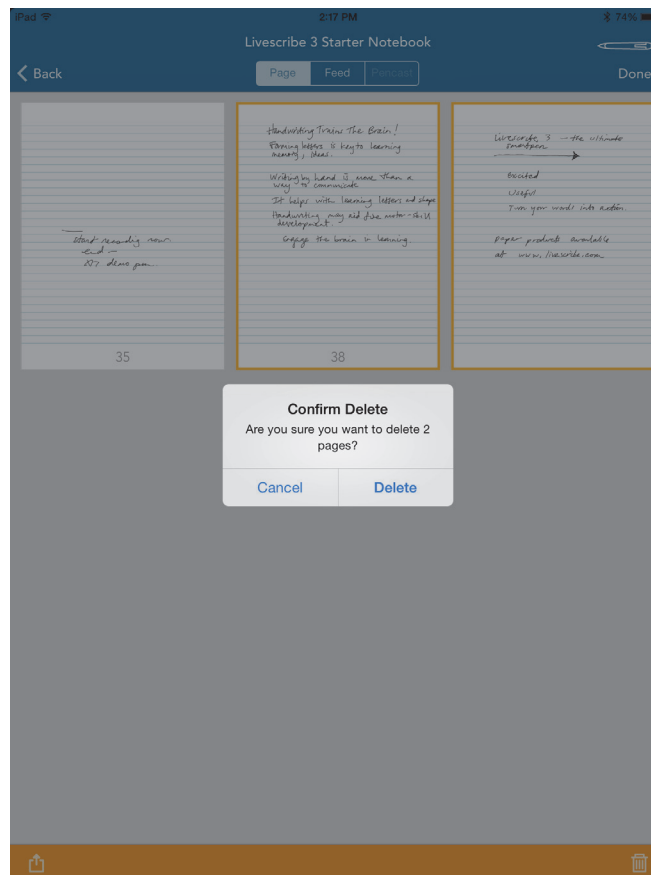 iPad 2:17 PM 74%
Livescribe 3 Starter Notebook
Back Page Feed Pencast Done
Start recording now.
end –
demo pen
35
Handwriting Trains The Brain!
Forming letters is key to learning
memory, ideas.
Writing by hand is more than a
way to communicate
It helps with learning letters and shape
Handwriting may aid fine motor-skill
development.
Engage the brain in learning.
38
Livescribe 3 – the ultimate
smartpen
Excited
Useful
Turn your words into action.
paper products available
at www.livescribe.com
Confirm Delete
Are you sure you want to delete 2
pages?
Cancel Delete